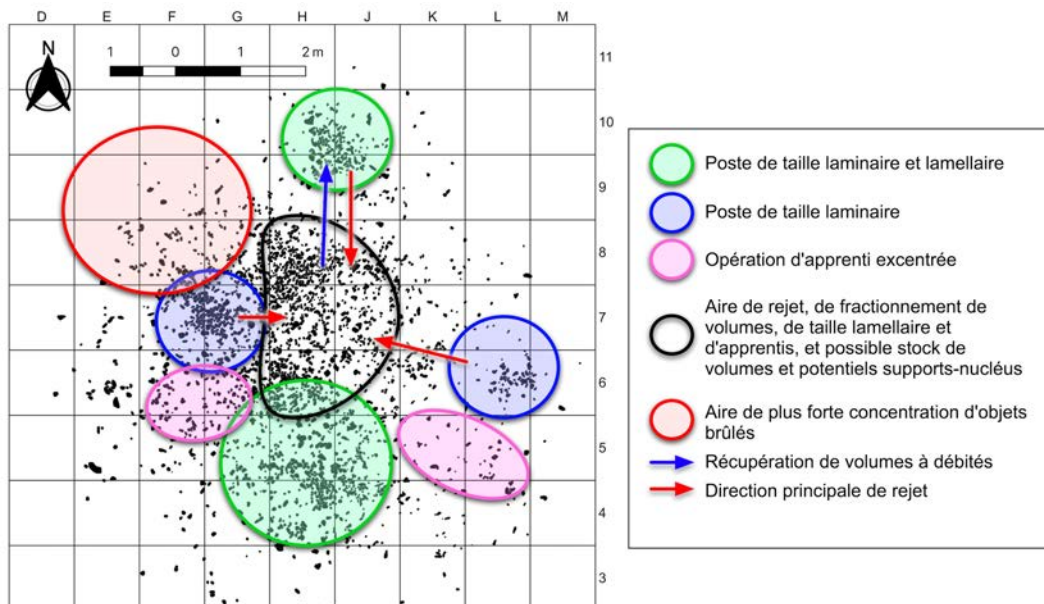 D E F G H J K L M
N
1 0 1 2 m
11
10
9
8
7
6
5
4
3
Poste de taille laminaire et lamellaire
Poste de taille laminaire
Opération d'apprenti excentrée
Aire de rejet, de fractionnement de
volumes, de taille lamellaire et
d'apprentis, et possible stock de
volumes et potentiels supports-nucléus
Aire de plus forte concentration d'objets
brûlés
Récupération de volumes à débités
Direction principale de rejet